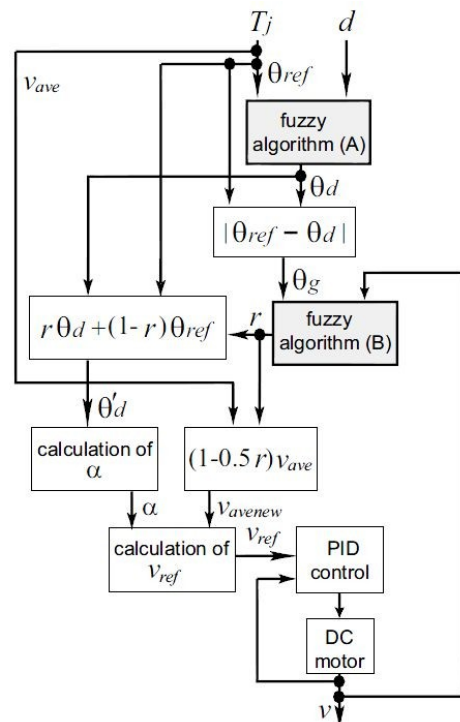 Tj d
vave
θref
fuzzy
algorithm (A)
θd
|θref − θd|
θg
rθd+(1-r)θref
r
fuzzy
algorithm (B)
θ'd
calculation of
α
(1-0.5r)vave
α
vavenew
calculation of
vref
vref
PID
control
DC
motor
v